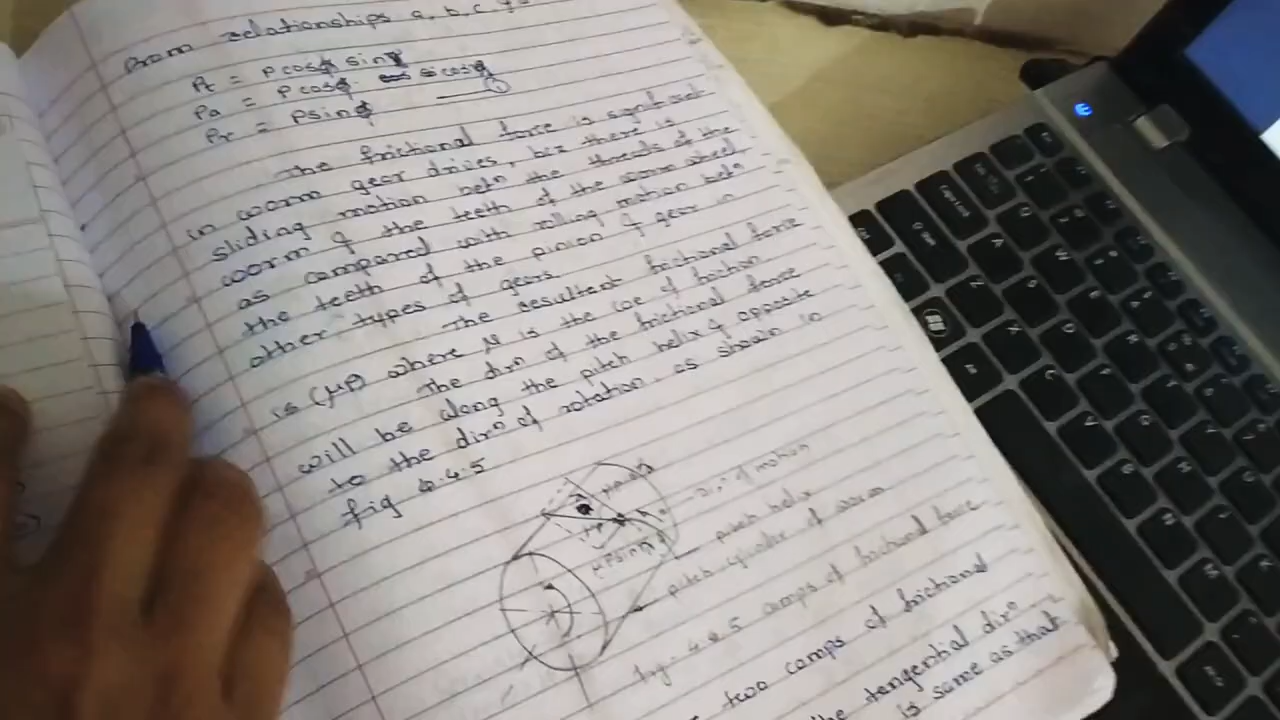 From relationships a, b, c
Pt = P cosϕ sinγ
Pa = P cosϕ cosγ
Pr = P sinϕ
The frictional force is significant
in worm gear drives, bcz there is
sliding motion betn the threads of the
worm & the teeth of the worm wheel
as compared with rolling motion betn
the teeth of the pinion & gear in
other types of gears
The resultant frictional force
is (μP) where μ is the coe of friction
The dirn of the frictional force
will be along the pitch helix & opposite
to the dirn of rotation. as shown in
fig 4.4.5
of motion
pitch helix
pitch cylinder of worm
fig - 4.4.5 comps of frictional force
two comps of frictional
the tengential dirn
is same as that